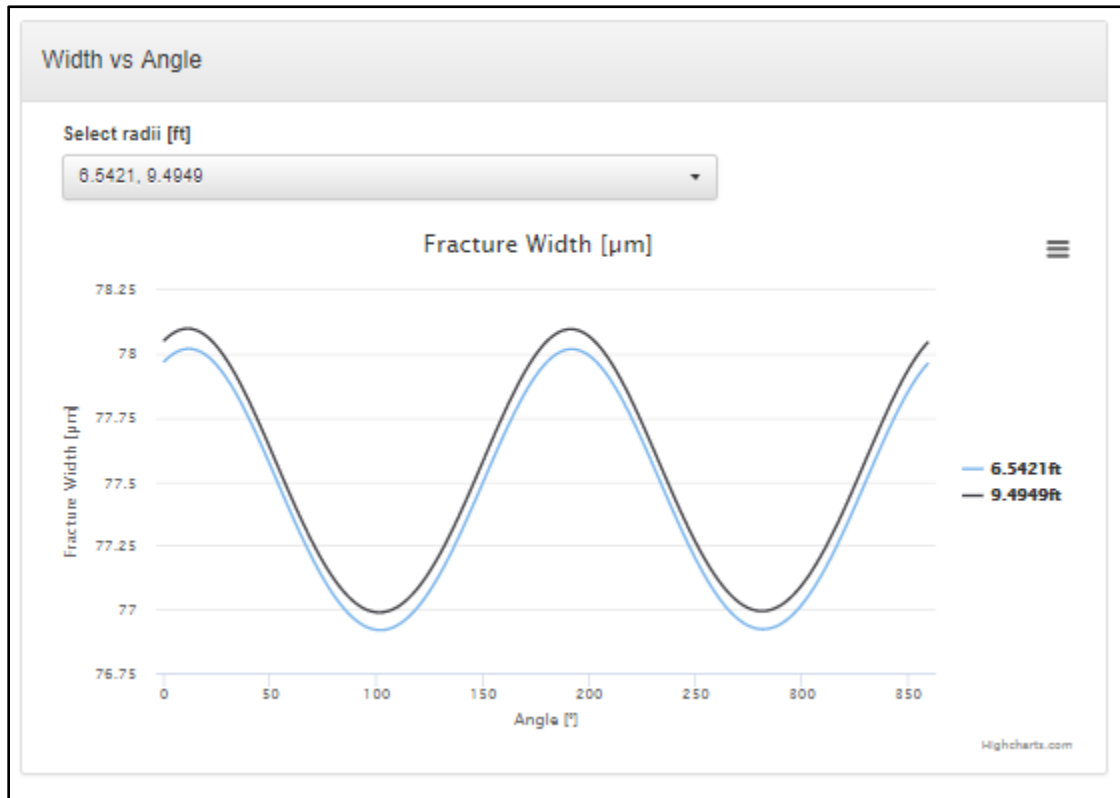 Width vs Angle
Select radii [ft]
6.5421, 9.4949
Fracture Width [µm]
78.25
78
77.75
77.5
77.25
77
76.75
Fracture Width [µm]
0 50 100 150 200 250 300 350
Angle [°]
6.5421ft
9.4949ft
Highcharts.com